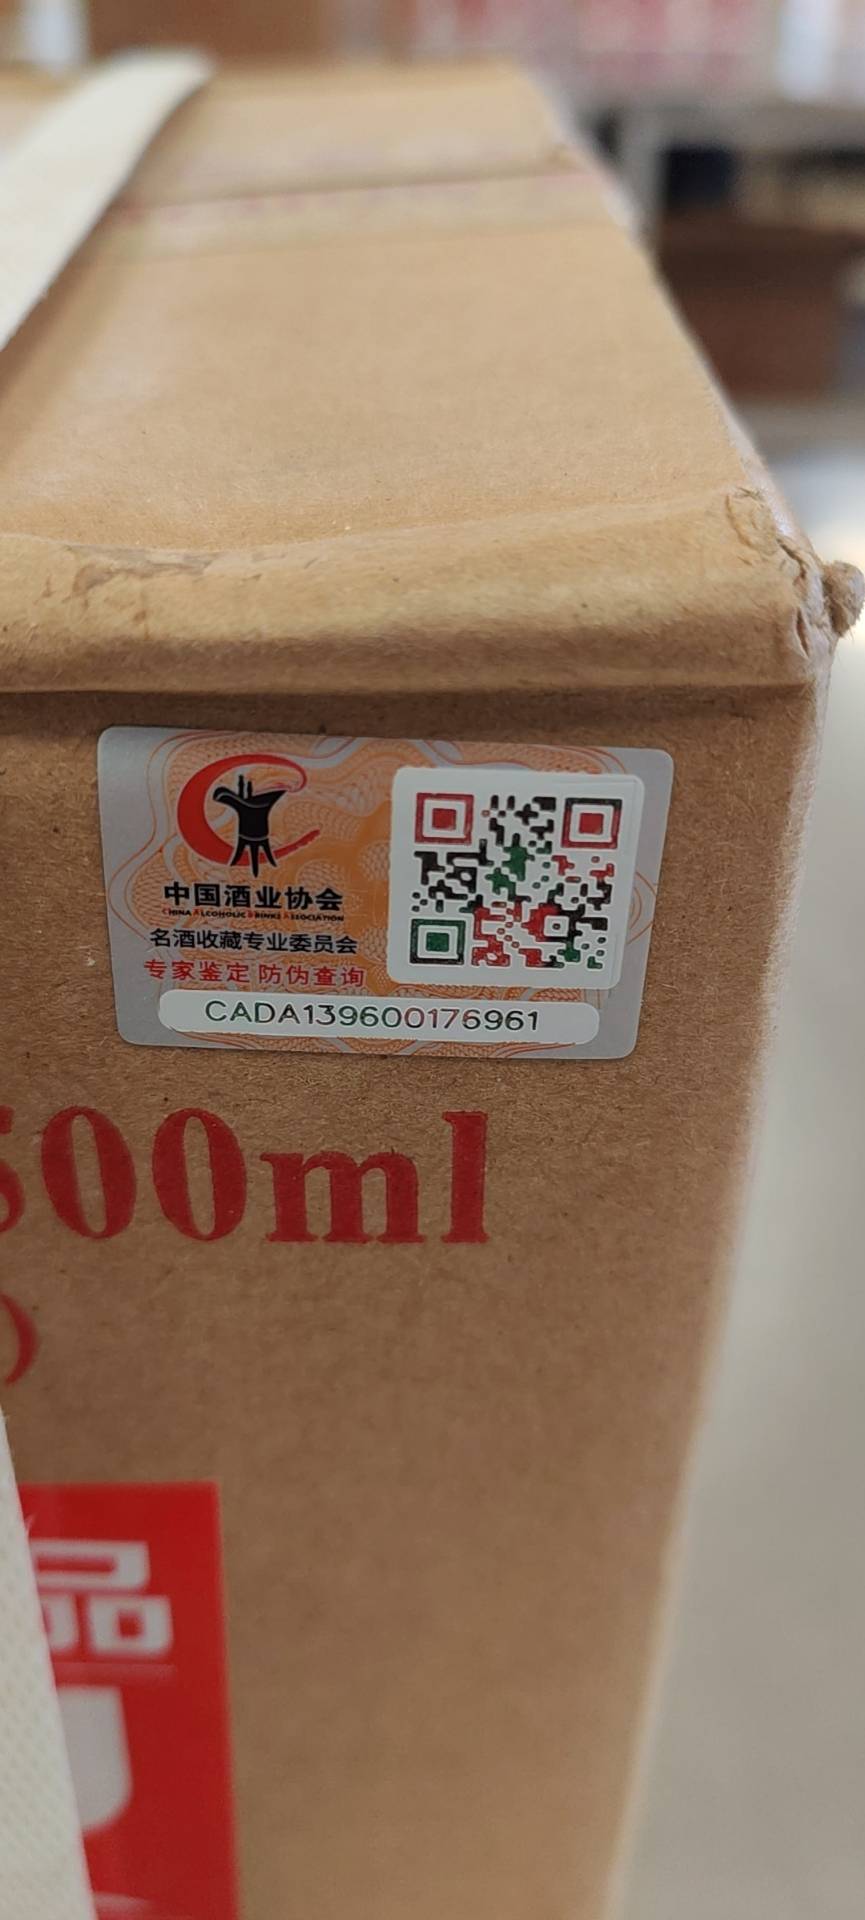 中国酒业协会
CHINA ALCOHOLIC DRINKS ASSOCIATION
名酒收藏专业委员会
专家鉴定 防伪查询
CADA139600176961
500ml
)
品